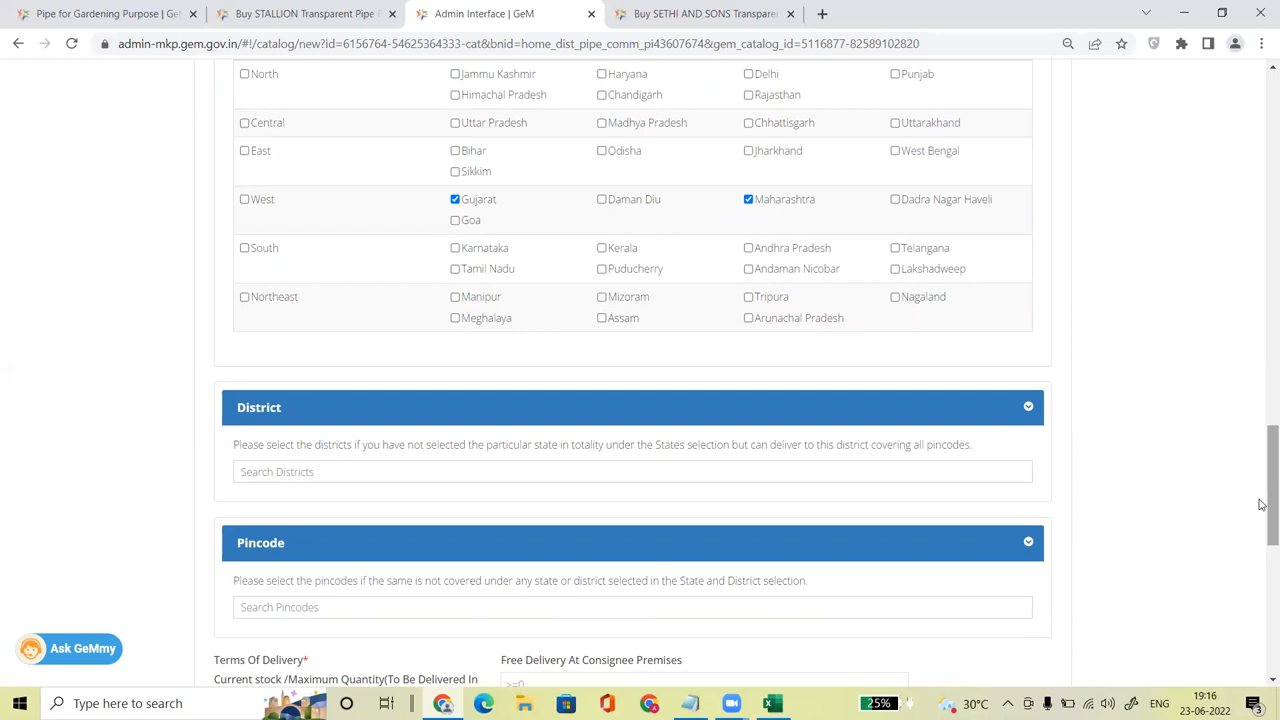 Pipe for Gardening Purpose | Ge
Buy STALLION Transparent Pipe
Admin Interface | GeM
Buy SETHI AND SONS Transparen
admin-mkp.gem.gov.in/#!/catalog/new?id=6156764-54625364333-cat&bnid=home_dist_pipe_comm_pi43607674&gem_catalog_id=5116877-82589102820
North Jammu Kashmir Haryana Delhi Punjab
Himachal Pradesh Chandigarh Rajasthan
Central Uttar Pradesh Madhya Pradesh Chhattisgarh Uttarakhand
East Bihar Odisha Jharkhand West Bengal
Sikkim
West Gujarat Daman Diu Maharashtra Dadra Nagar Haveli
Goa
South Karnataka Kerala Andhra Pradesh Telangana
Tamil Nadu Puducherry Andaman Nicobar Lakshadweep
Northeast Manipur Mizoram Tripura Nagaland
Meghalaya Assam Arunachal Pradesh
District
Please select the districts if you have not selected the particular state in totality under the States selection but can deliver to this district covering all pincodes.
Search Districts
Pincode
Please select the pincodes if the same is not covered under any state or district selected in the State and District selection.
Search Pincodes
Ask GeMmy
Terms Of Delivery* Free Delivery At Consignee Premises
Current stock /Maximum Quantity(To Be Delivered In
>=0
Type here to search
25%
30°C
ENG
19:16
23-06-2022
3